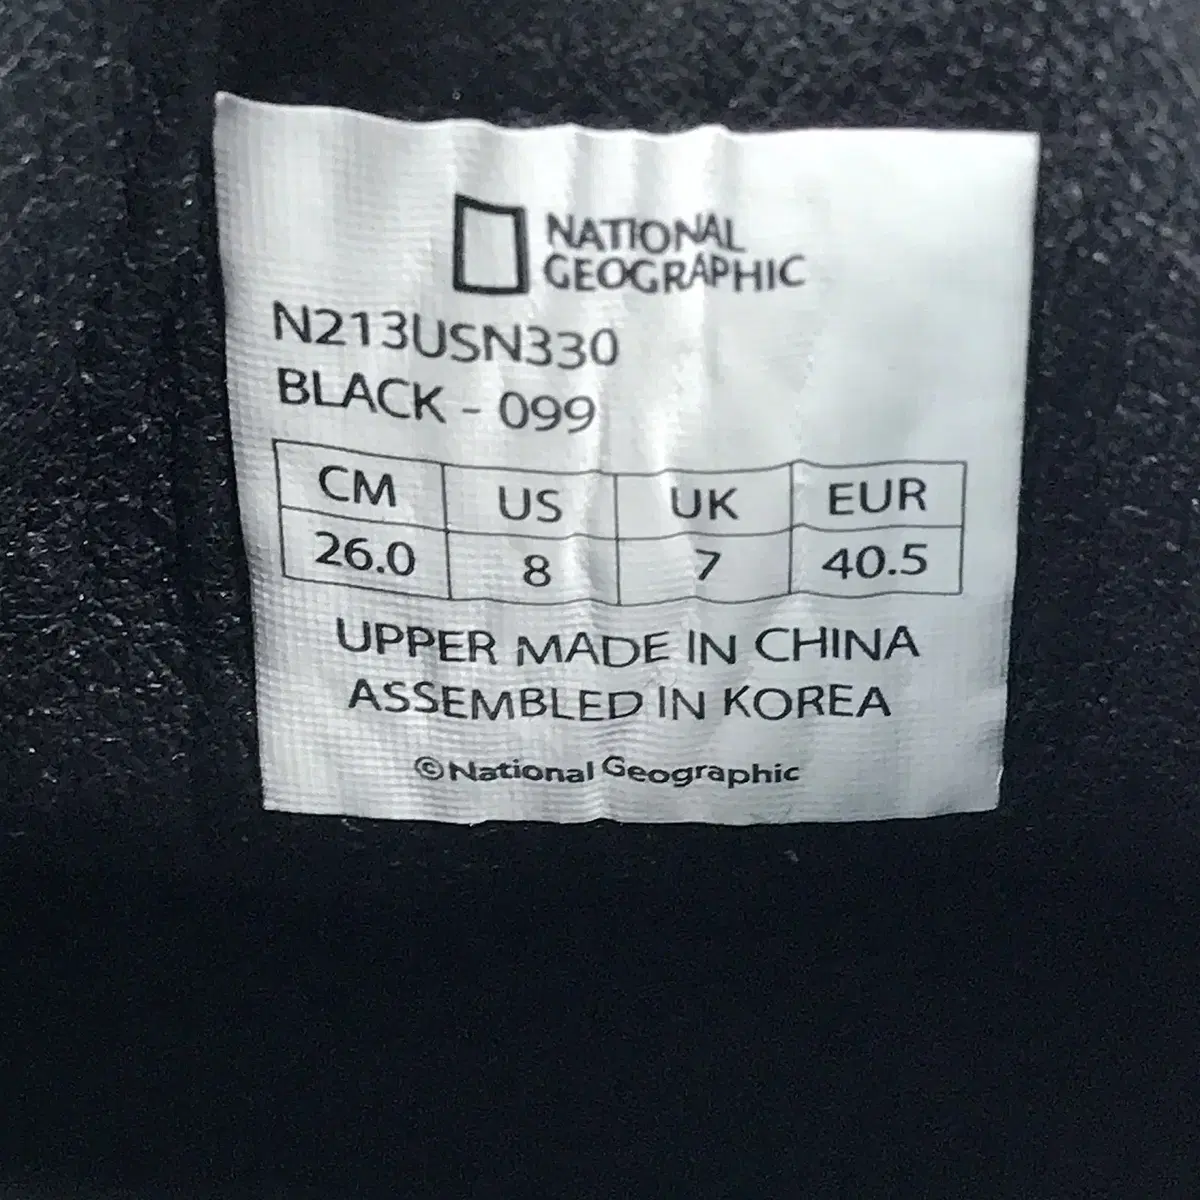 NATIONAL
GEOGRAPHIC
N213USN330
BLACK - 099
CM US UK EUR
26.0 8 7 40.5
UPPER MADE IN CHINA
ASSEMBLED IN KOREA
©National Geographic